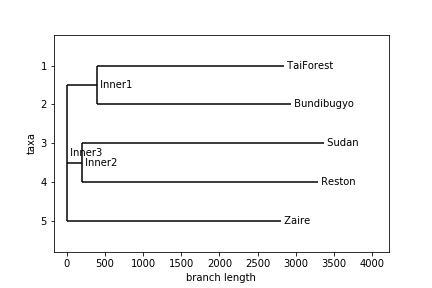 1
TaiForest
Inner1
2
Bundibugyo
3
Sudan
Inner3
Inner2
4
Reston
5
Zaire
taxa
0 500 1000 1500 2000 2500 3000 3500 4000
branch length